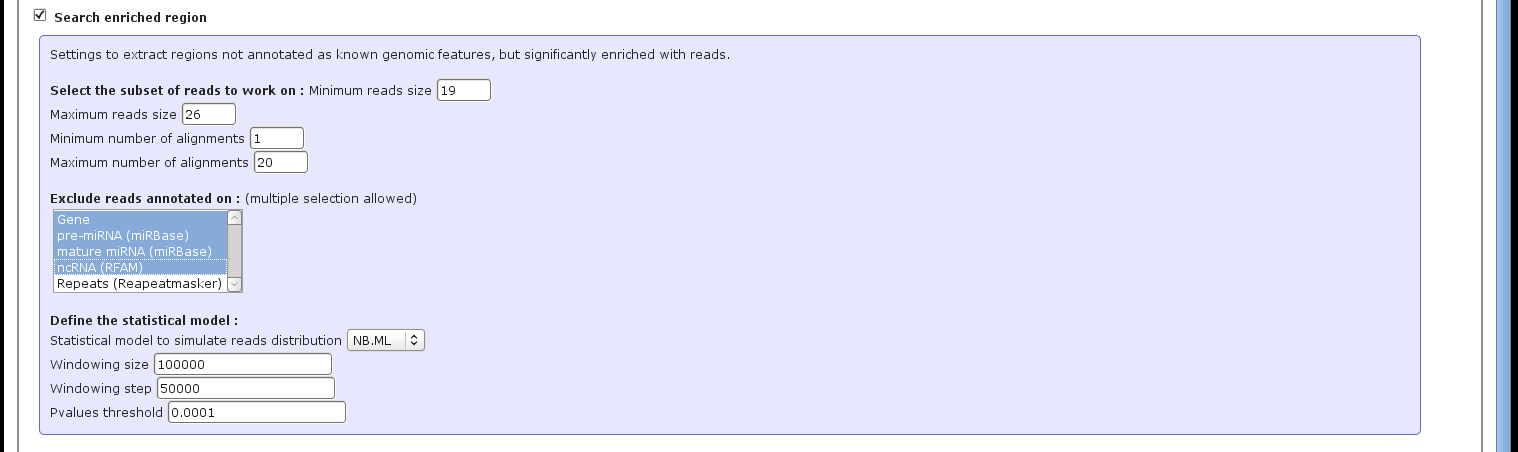 Search enriched region
Settings to extract regions not annotated as known genomic features, but significantly enriched with reads.
Select the subset of reads to work on : Minimum reads size 19
Maximum reads size 26
Minimum number of alignments 1
Maximum number of alignments 20
Exclude reads annotated on : (multiple selection allowed)
Gene
pre-miRNA (miRBase)
mature miRNA (miRBase)
ncRNA (RFAM)
Repeats (Reapeatmasker)
Define the statistical model :
Statistical model to simulate reads distribution NB.ML
Windowing size 100000
Windowing step 50000
Pvalues threshold 0.0001